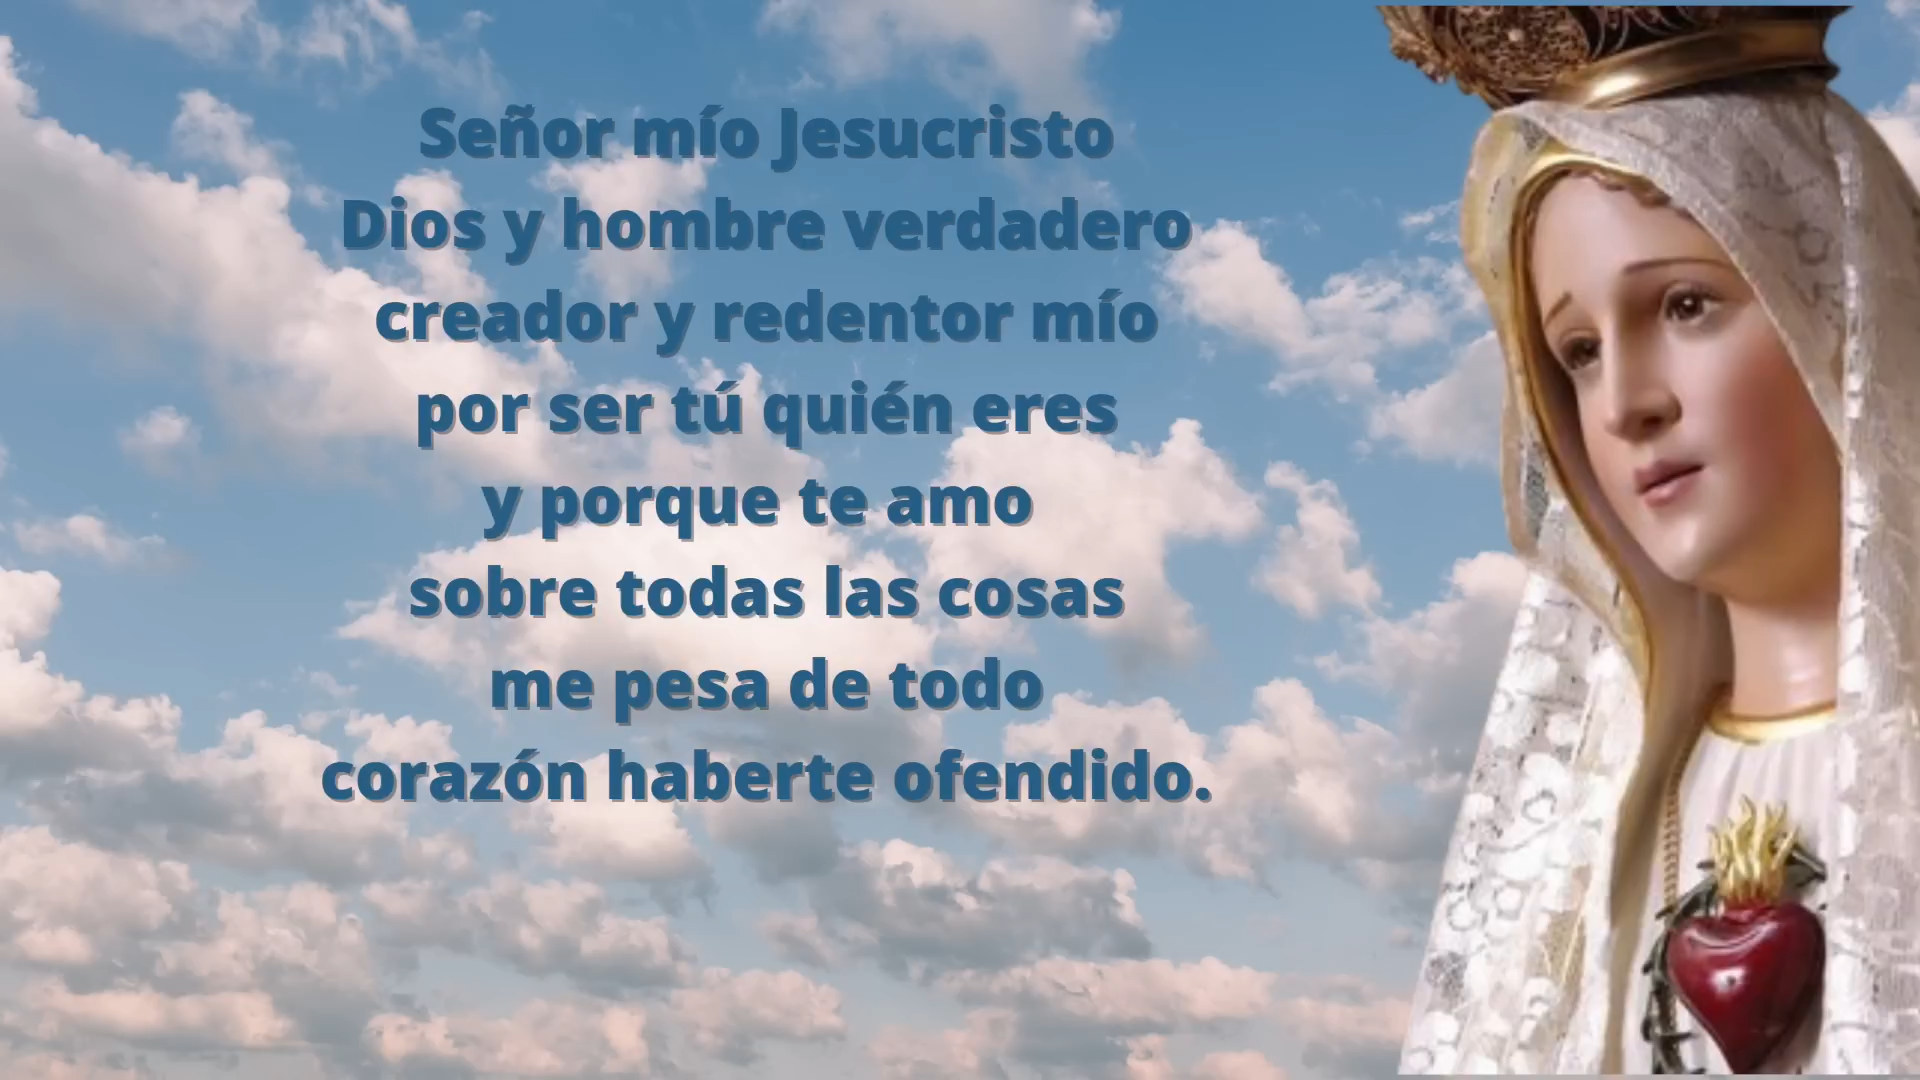 Señor mío Jesucristo
Dios y hombre verdadero
creador y redentor mío
por ser tú quién eres
y porque te amo
sobre todas las cosas
me pesa de todo
corazón haberte ofendido.